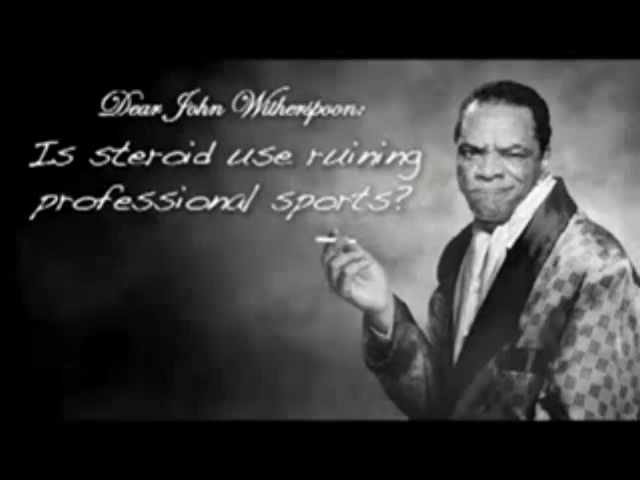 Dear John Witherspoon:
Is steroid use ruining
professional sports?